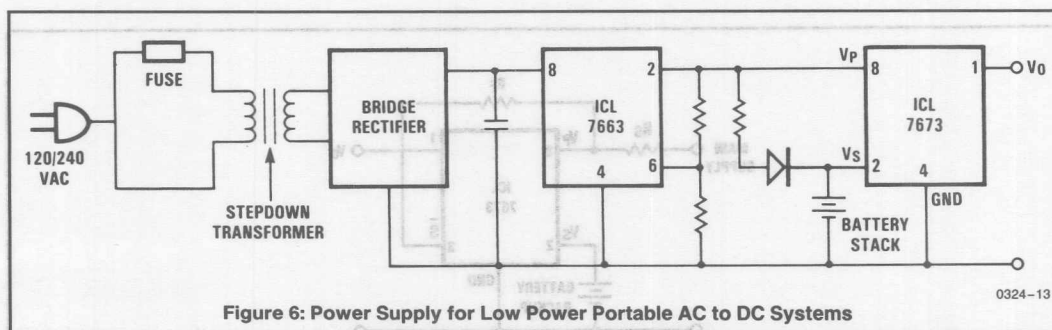 FUSE
120/240
VAC
STEPDOWN
TRANSFORMER
BRIDGE
RECTIFIER
8
2
ICL
7663
6
4
VP
8
1
VO
ICL
7673
VS
2
4
GND
BATTERY
STACK
0324–13
Figure 6: Power Supply for Low Power Portable AC to DC Systems